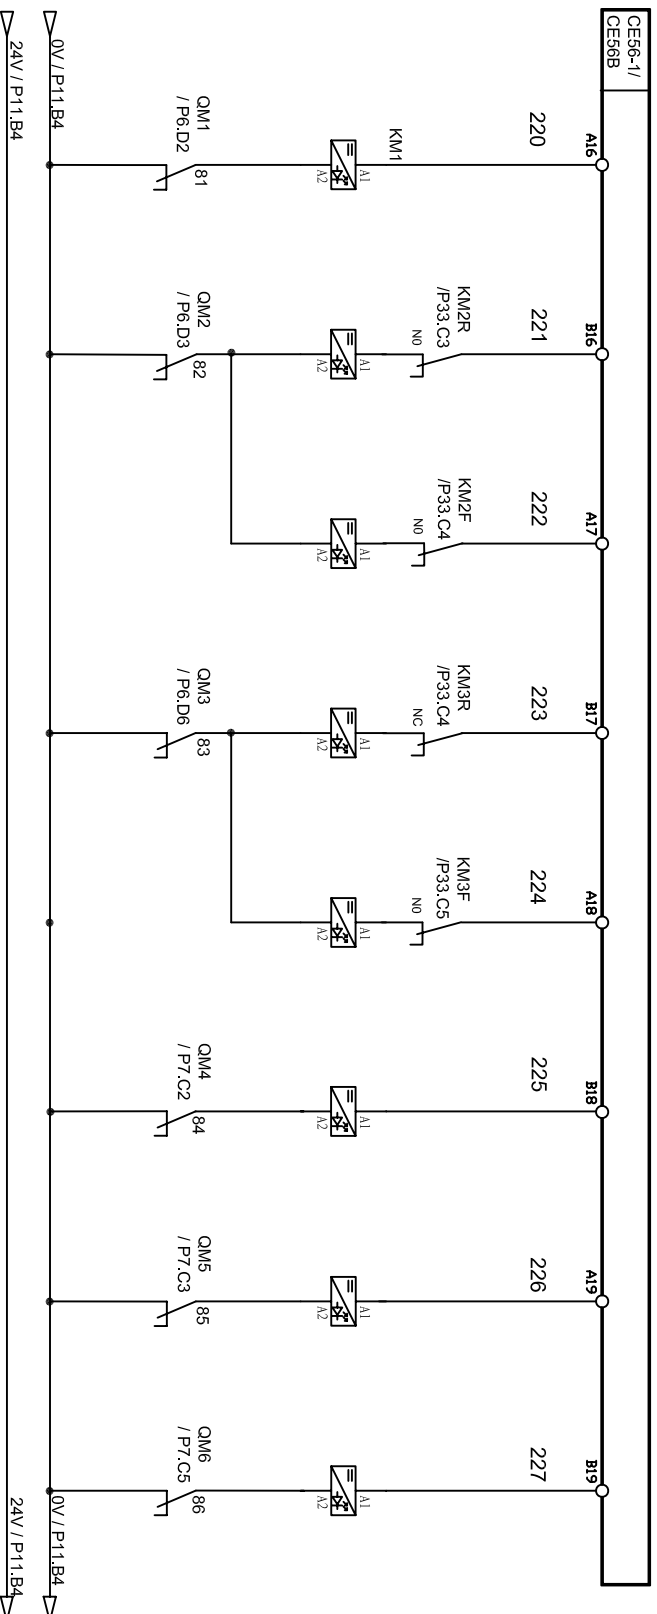 CE56-1/
CE56B
A16
220
KM1
A1
A2
QM1
/ P6.D2
81
B16
221
KM2R
/P33.C3
N0
A1
A2
QM2
/ P6.D3
82
A17
222
KM2F
/P33.C4
N0
A1
A2
B17
223
KM3R
/P33.C4
NC
A1
A2
QM3
/ P6.D6
83
A18
224
KM3F
/P33.C5
N0
A1
A2
B18
225
A1
A2
QM4
/ P7.C2
84
A19
226
A1
A2
QM5
/ P7.C3
85
B19
227
A1
A2
QM6
/ P7.C5
86
0V / P11.B4
0V / P11.B4
24V / P11.B4
24V / P11.B4